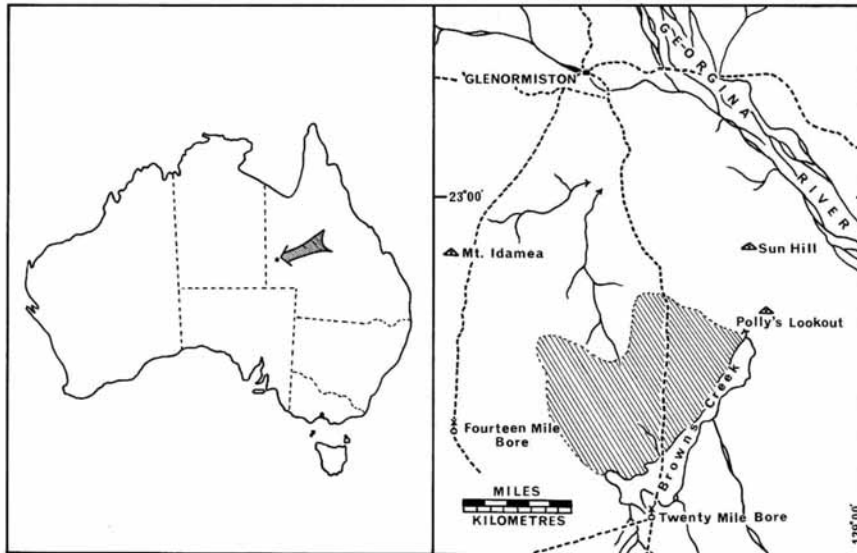 GEORGINA RIVER
GLENORMISTON
23°00'
Mt. Idamea
Sun Hill
Polly's Lookout
Browns Creek
Fourteen Mile
Bore
MILES
KILOMETRES
Twenty Mile Bore
139°00'